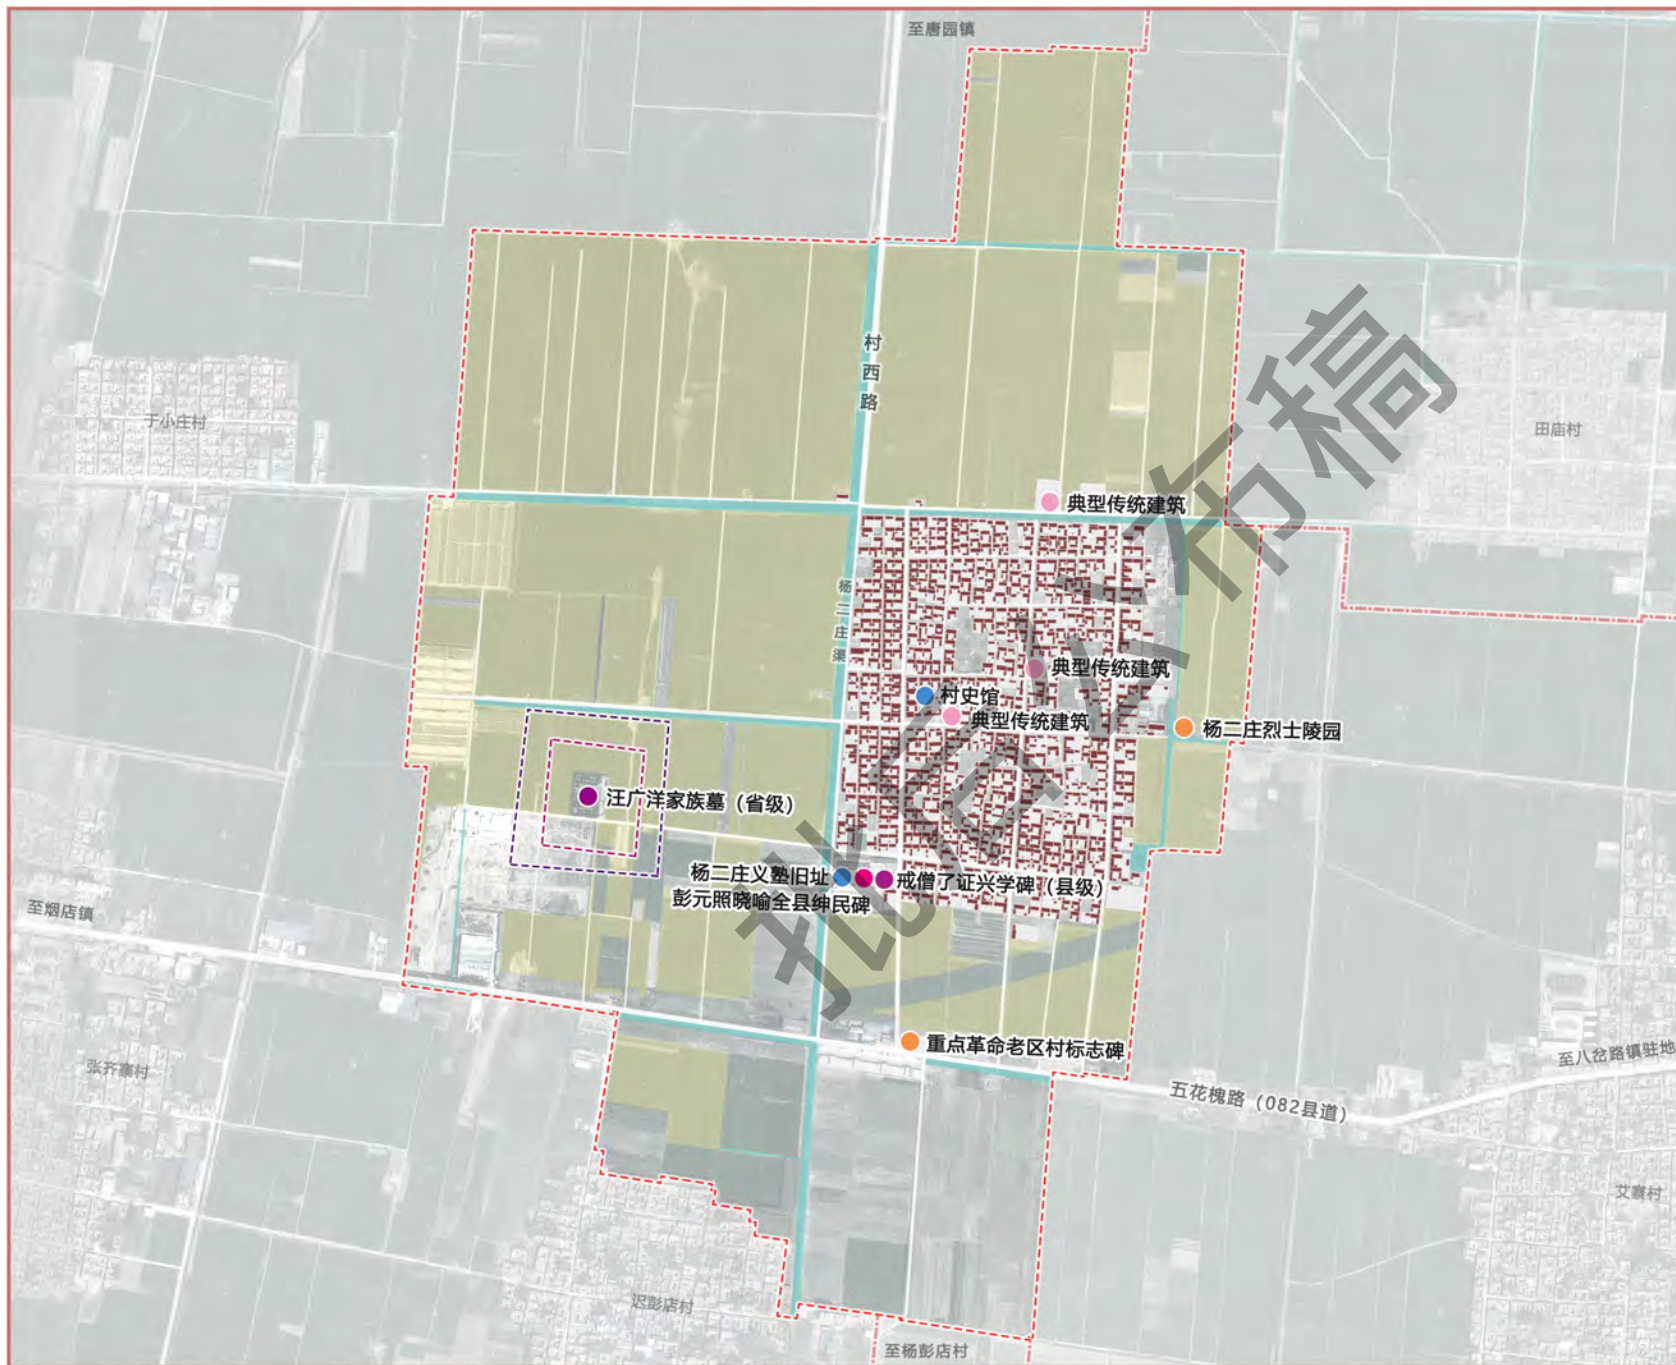 至唐园镇
村西路
于小庄村
田庙村
典型传统建筑
杨二庄渠
典型传统建筑
村史馆
典型传统建筑
杨二庄烈士陵园
汪广洋家族墓（省级）
杨二庄义塾旧址
戒僧了证兴学碑（县级）
彭元照晓喻全县绅民碑
至烟店镇
重点革命老区村标志碑
至八岔路镇驻地
张齐寨村
五花槐路（082县道）
艾寨村
迟彭店村
至杨彭店村
批后公布稿